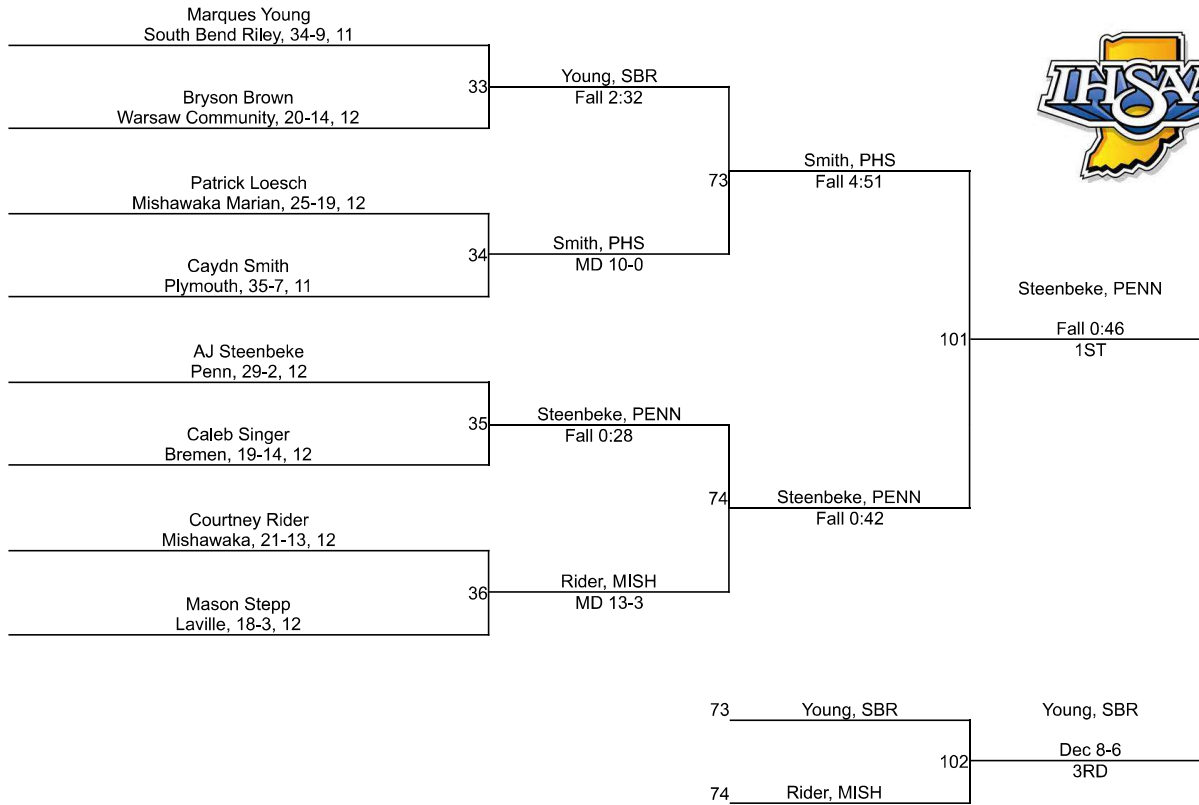 Marques Young
South Bend Riley, 34-9, 11
33
Bryson Brown
Warsaw Community, 20-14, 12
Young, SBR
Fall 2:32
Patrick Loesch
Mishawaka Marian, 25-19, 12
34
Caydn Smith
Plymouth, 35-7, 11
Smith, PHS
MD 10-0
73
Smith, PHS
Fall 4:51
AJ Steenbeke
Penn, 29-2, 12
35
Caleb Singer
Bremen, 19-14, 12
Steenbeke, PENN
Fall 0:28
Courtney Rider
Mishawaka, 21-13, 12
36
Mason Stepp
Laville, 18-3, 12
Rider, MISH
MD 13-3
74
Steenbeke, PENN
Fall 0:42
101
Steenbeke, PENN
Fall 0:46
1ST
IHSAA
73 Young, SBR
74 Rider, MISH
102
Young, SBR
Dec 8-6
3RD